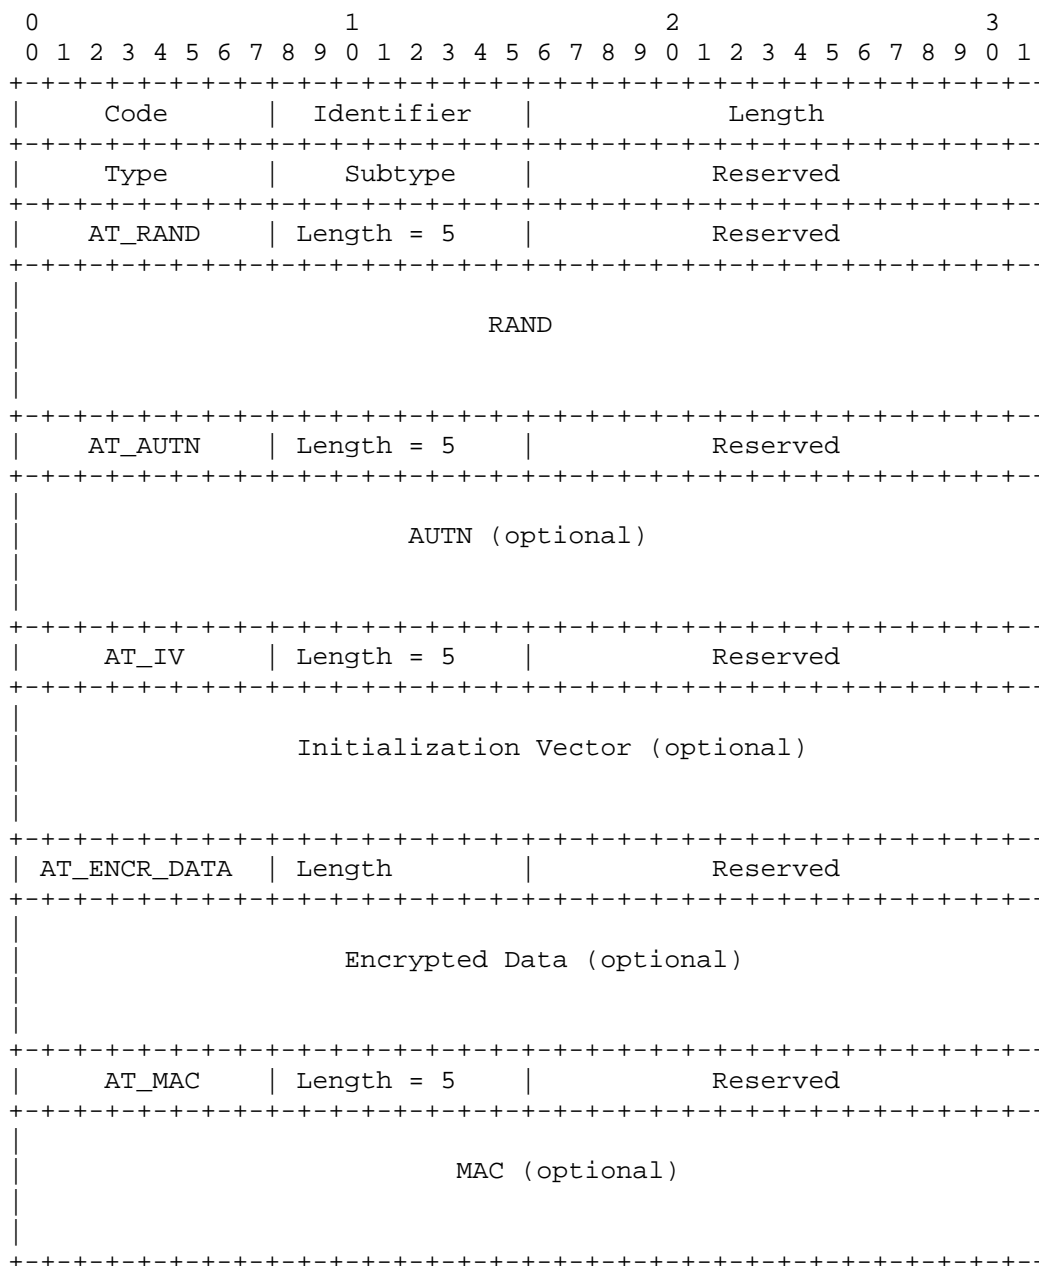 0                   1                   2                   3
0 1 2 3 4 5 6 7 8 9 0 1 2 3 4 5 6 7 8 9 0 1 2 3 4 5 6 7 8 9 0 1
+-+-+-+-+-+-+-+-+-+-+-+-+-+-+-+-+-+-+-+-+-+-+-+-+-+-+-+-+-+-+-+--
| Code | Identifier | Length
+-+-+-+-+-+-+-+-+-+-+-+-+-+-+-+-+-+-+-+-+-+-+-+-+-+-+-+-+-+-+-+--
| Type | Subtype | Reserved
+-+-+-+-+-+-+-+-+-+-+-+-+-+-+-+-+-+-+-+-+-+-+-+-+-+-+-+-+-+-+-+--
| AT_RAND | Length = 5 | Reserved
+-+-+-+-+-+-+-+-+-+-+-+-+-+-+-+-+-+-+-+-+-+-+-+-+-+-+-+-+-+-+-+--
|
| RAND
|
|
+-+-+-+-+-+-+-+-+-+-+-+-+-+-+-+-+-+-+-+-+-+-+-+-+-+-+-+-+-+-+-+--
| AT_AUTN | Length = 5 | Reserved
+-+-+-+-+-+-+-+-+-+-+-+-+-+-+-+-+-+-+-+-+-+-+-+-+-+-+-+-+-+-+-+--
|
| AUTN (optional)
|
|
+-+-+-+-+-+-+-+-+-+-+-+-+-+-+-+-+-+-+-+-+-+-+-+-+-+-+-+-+-+-+-+--
| AT_IV | Length = 5 | Reserved
+-+-+-+-+-+-+-+-+-+-+-+-+-+-+-+-+-+-+-+-+-+-+-+-+-+-+-+-+-+-+-+--
|
| Initialization Vector (optional)
|
|
+-+-+-+-+-+-+-+-+-+-+-+-+-+-+-+-+-+-+-+-+-+-+-+-+-+-+-+-+-+-+-+--
| AT_ENCR_DATA | Length | Reserved
+-+-+-+-+-+-+-+-+-+-+-+-+-+-+-+-+-+-+-+-+-+-+-+-+-+-+-+-+-+-+-+--
|
| Encrypted Data (optional)
|
|
+-+-+-+-+-+-+-+-+-+-+-+-+-+-+-+-+-+-+-+-+-+-+-+-+-+-+-+-+-+-+-+--
| AT_MAC | Length = 5 | Reserved
+-+-+-+-+-+-+-+-+-+-+-+-+-+-+-+-+-+-+-+-+-+-+-+-+-+-+-+-+-+-+-+--
|
| MAC (optional)
|
|
+-+-+-+-+-+-+-+-+-+-+-+-+-+-+-+-+-+-+-+-+-+-+-+-+-+-+-+-+-+-+-+--